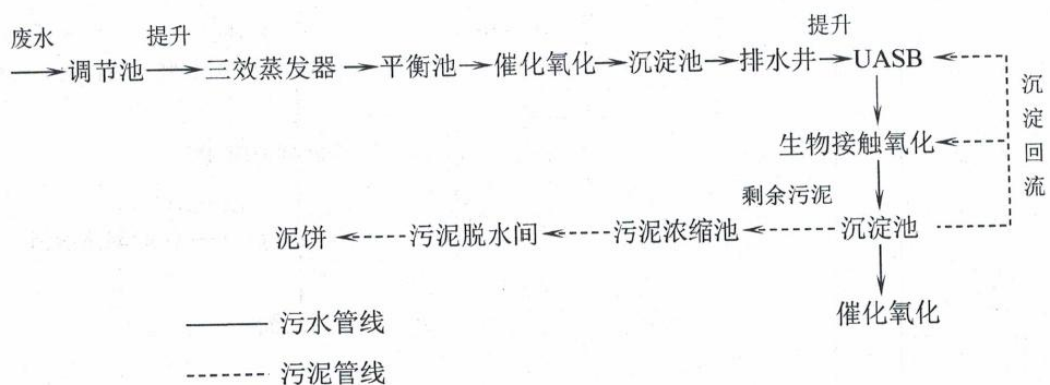 废水
提升
提升
调节池
三效蒸发器
平衡池
催化氧化
沉淀池
排水井
UASB
沉淀回流
生物接触氧化
剩余污泥
泥饼
污泥脱水间
污泥浓缩池
沉淀池
催化氧化
污水管线
污泥管线